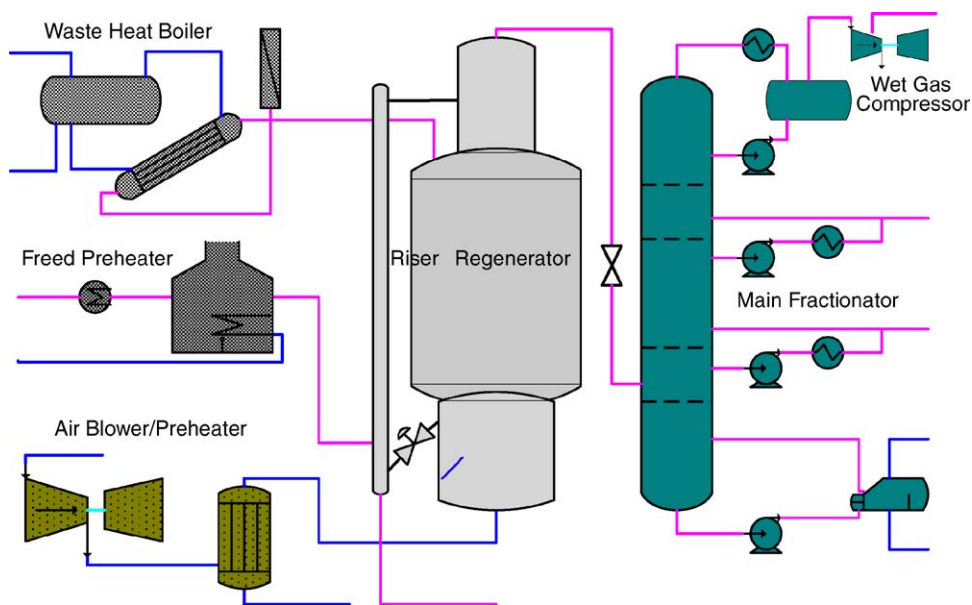 Waste Heat Boiler
Wet Gas
Compressor
Freed Preheater
Riser
Regenerator
Main Fractionator
Air Blower/Preheater